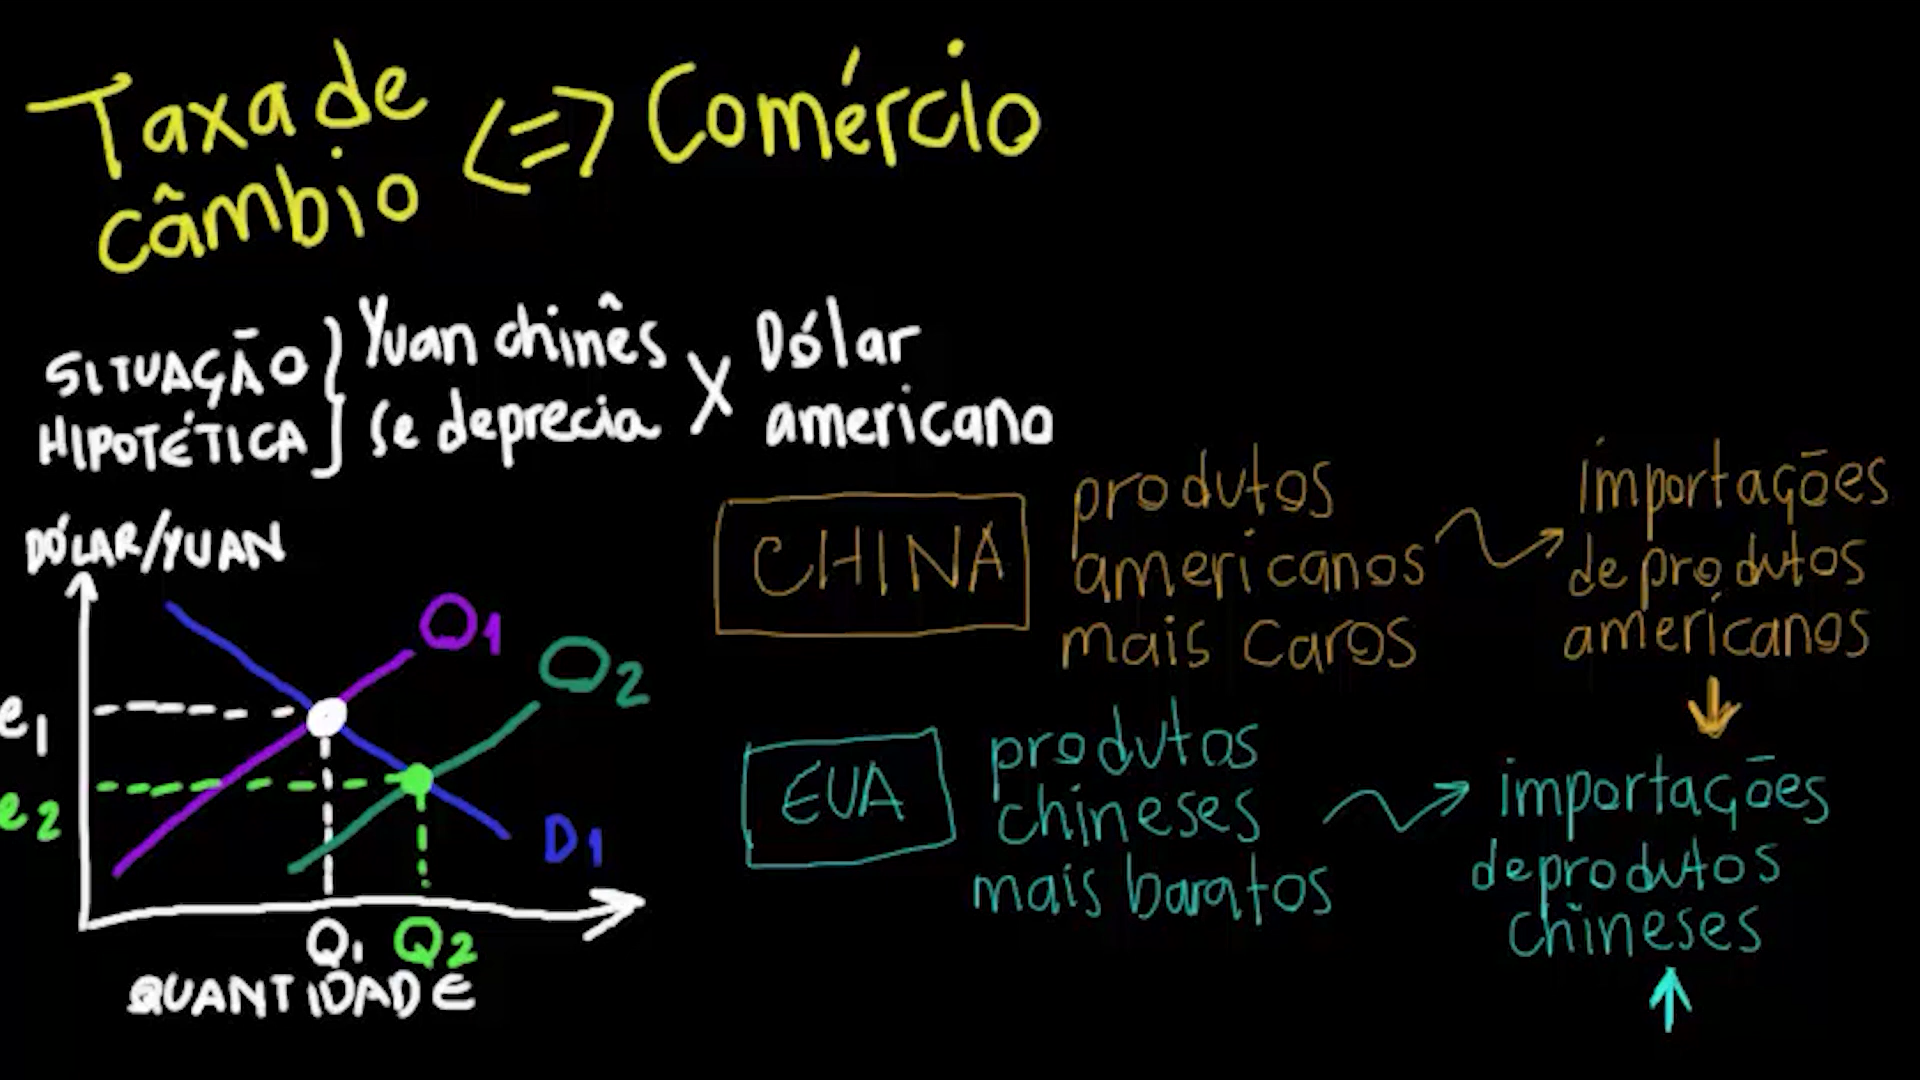 Taxa de
câmbio <=> Comércio
SITUAÇÃO
HIPOTÉTICA
Yuan chinês
se deprecia X Dólar
americano
DÓLAR/YUAN
O1
O2
e1
e2
D1
Q1 Q2
QUANTIDADE
CHINA
produtos
americanos
mais caros
importações
de produtos
americanos
EUA
produtos
chineses
mais baratos
importações
de produtos
chineses